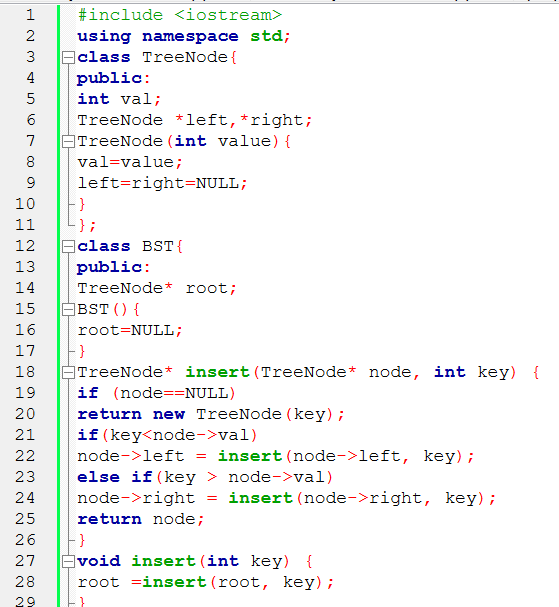 1 #include <iostream>
2 using namespace std;
3 class TreeNode{
4 public:
5 int val;
6 TreeNode *left,*right;
7 TreeNode(int value){
8 val=value;
9 left=right=NULL;
10 }
11 };
12 class BST{
13 public:
14 TreeNode* root;
15 BST(){
16 root=NULL;
17 }
18 TreeNode* insert(TreeNode* node, int key) {
19 if (node==NULL)
20 return new TreeNode(key);
21 if(key<node->val)
22 node->left = insert(node->left, key);
23 else if(key > node->val)
24 node->right = insert(node->right, key);
25 return node;
26 }
27 void insert(int key) {
28 root =insert(root, key);
29 }